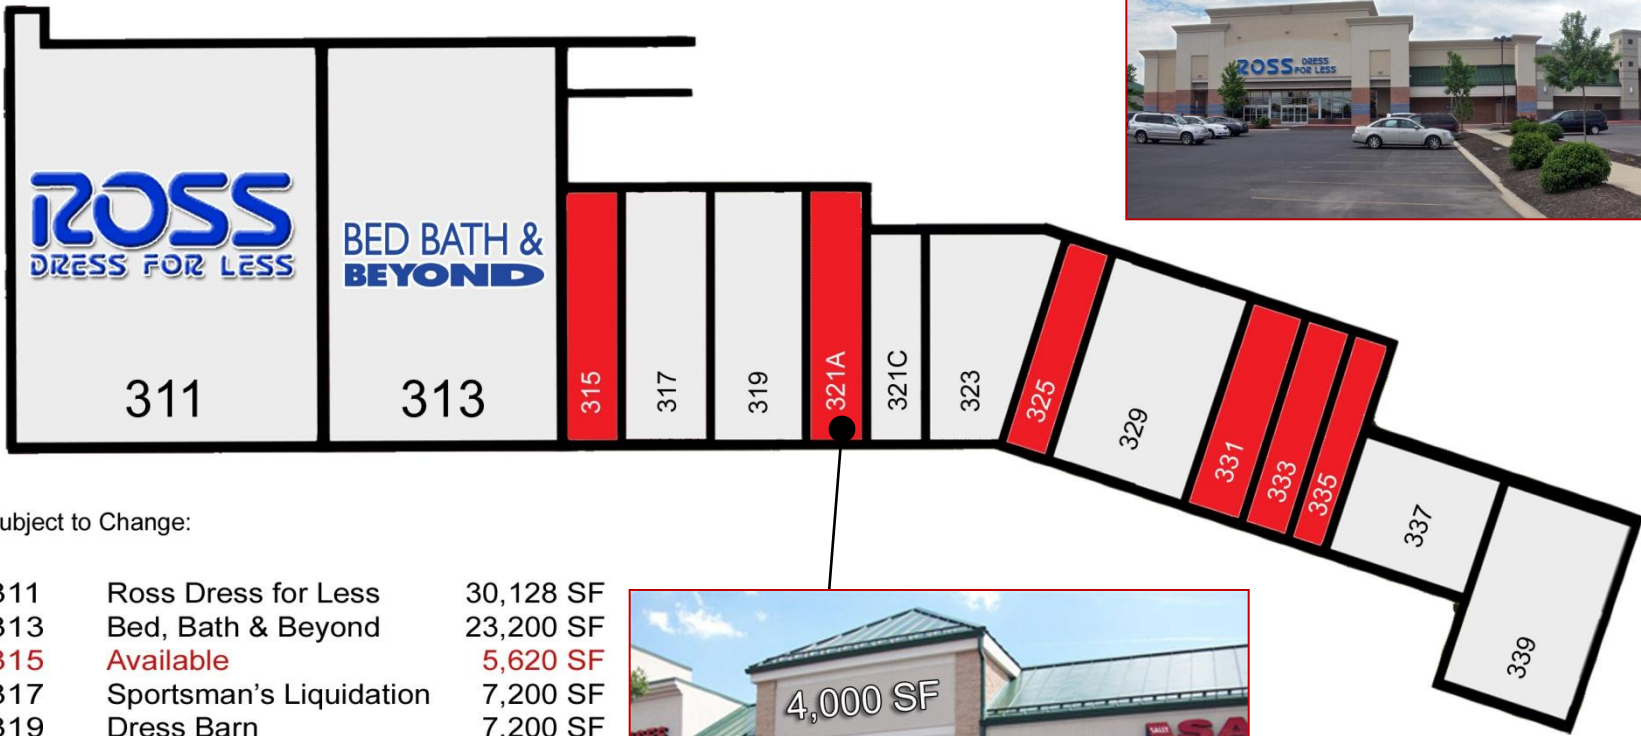 ROSS DRESS
FOR LESS
ROSS
DRESS FOR LESS
BED BATH &
BEYOND
311
313
315
317
319
321A
321C
323
325
329
331
333
335
337
339
ubject to Change:
311 Ross Dress for Less 30,128 SF
313 Bed, Bath & Beyond 23,200 SF
315 Available 5,620 SF
317 Sportsman’s Liquidation 7,200 SF
319 Dress Barn 7,200 SF
4,000 SF
SALLY SA